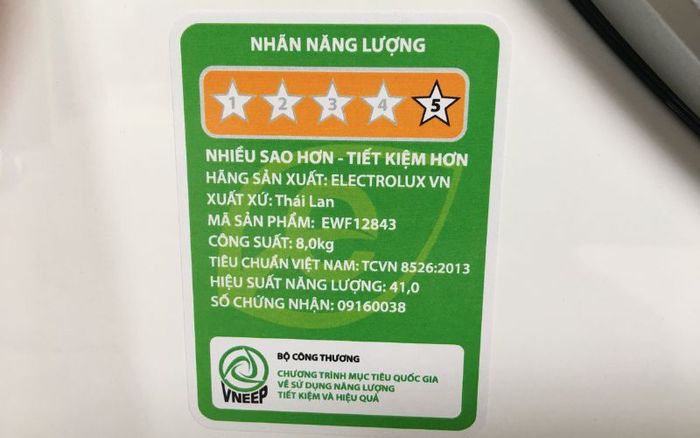 NHÃN NĂNG LƯỢNG
1 2 3 4 5
NHIỀU SAO HƠN - TIẾT KIỆM HƠN
HÃNG SẢN XUẤT: ELECTROLUX VN
XUẤT XỨ: Thái Lan
MÃ SẢN PHẨM: EWF12843
CÔNG SUẤT: 8,0kg
TIÊU CHUẨN VIỆT NAM: TCVN 8526:2013
HIỆU SUẤT NĂNG LƯỢNG: 41,0
SỐ CHỨNG NHẬN: 09160038
BỘ CÔNG THƯƠNG
CHƯƠNG TRÌNH MỤC TIÊU QUỐC GIA
VỀ SỬ DỤNG NĂNG LƯỢNG
TIẾT KIỆM VÀ HIỆU QUẢ
VNEEP